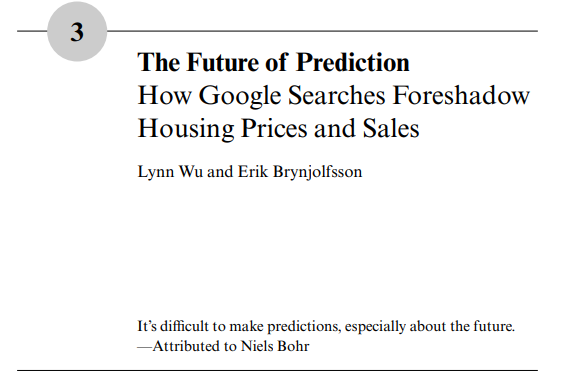 3
The Future of Prediction
How Google Searches Foreshadow
Housing Prices and Sales
Lynn Wu and Erik Brynjolfsson
It’s difficult to make predictions, especially about the future.
—Attributed to Niels Bohr